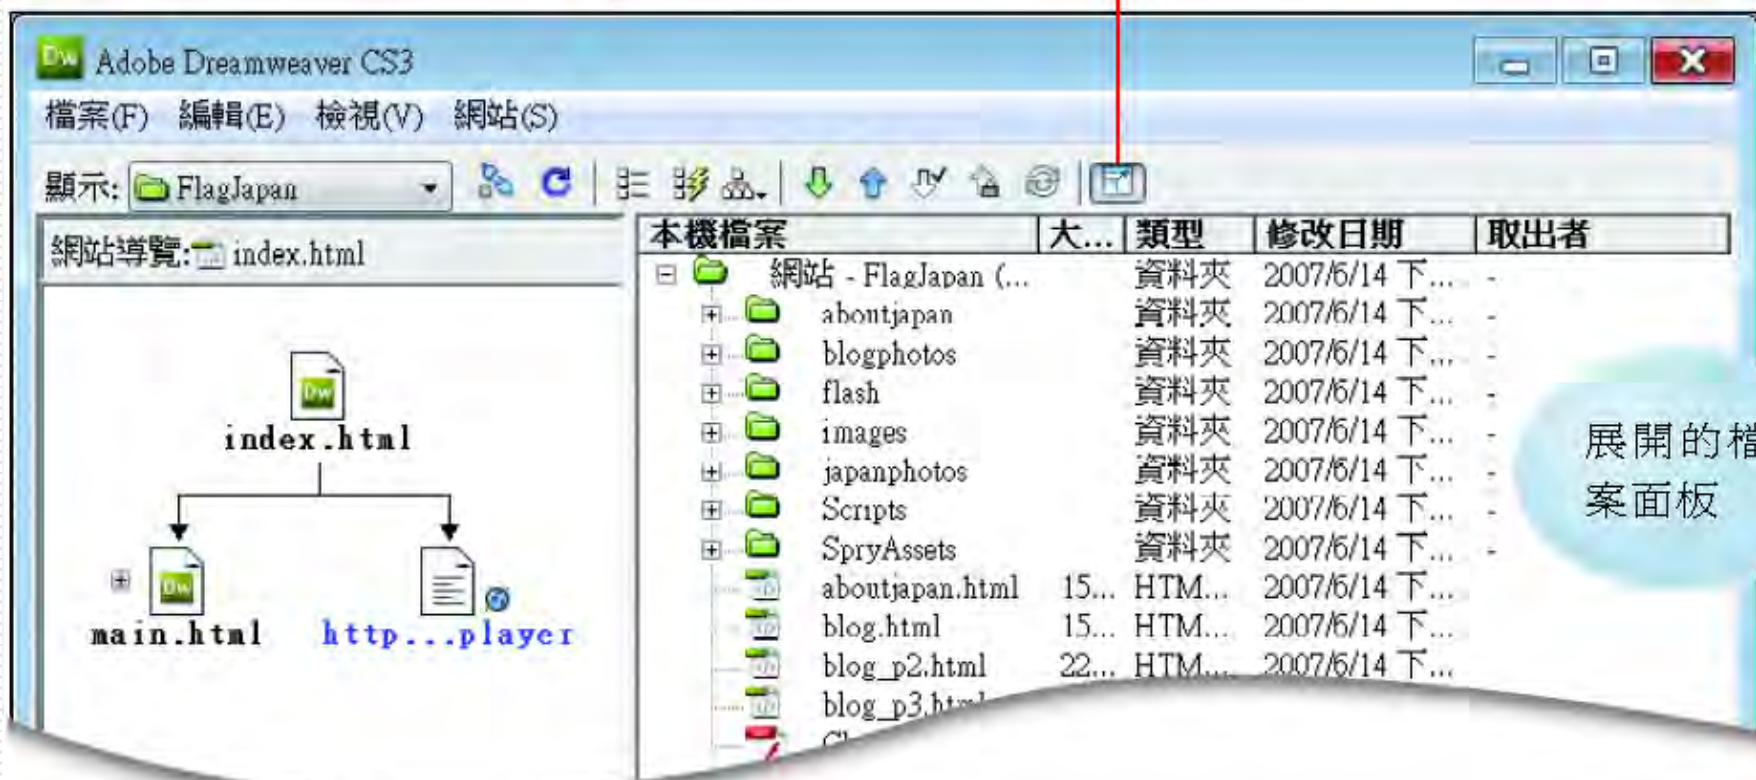 Adobe Dreamweaver CS3
檔案(F) 編輯(E) 檢視(V) 網站(S)
顯示: FlagJapan
網站導覽: index.html
index.html
main.html http...player
本機檔案 大... 類型 修改日期 取出者
網站 - FlagJapan (... 資料夾 2007/6/14 下... -
aboutjapan 資料夾 2007/6/14 下... -
blogphotos 資料夾 2007/6/14 下... -
flash 資料夾 2007/6/14 下... -
images 資料夾 2007/6/14 下... -
japanphotos 資料夾 2007/6/14 下... -
Scripts 資料夾 2007/6/14 下... -
SpryAssets 資料夾 2007/6/14 下... -
aboutjapan.html 15... HTM... 2007/6/14 下...
blog.html 15... HTM... 2007/6/14 下...
blog_p2.html 22... HTM... 2007/6/14 下...
展開的檔
案面板